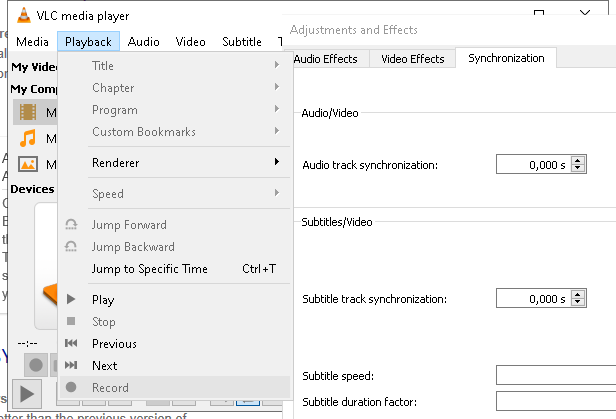 VLC media player
Adjustments and Effects
Media Playback Audio Video Subtitle
Audio Effects Video Effects Synchronization
My Video
My Comp
Devices
Title
Chapter
Program
Custom Bookmarks
Renderer
Speed
Jump Forward
Jump Backward
Jump to Specific Time Ctrl+T
Play
Stop
Previous
Next
Record
--:--
Audio/Video
Audio track synchronization: 0,000 s
Subtitles/Video
Subtitle track synchronization: 0,000 s
Subtitle speed:
Subtitle duration factor:
etter than the previous version of